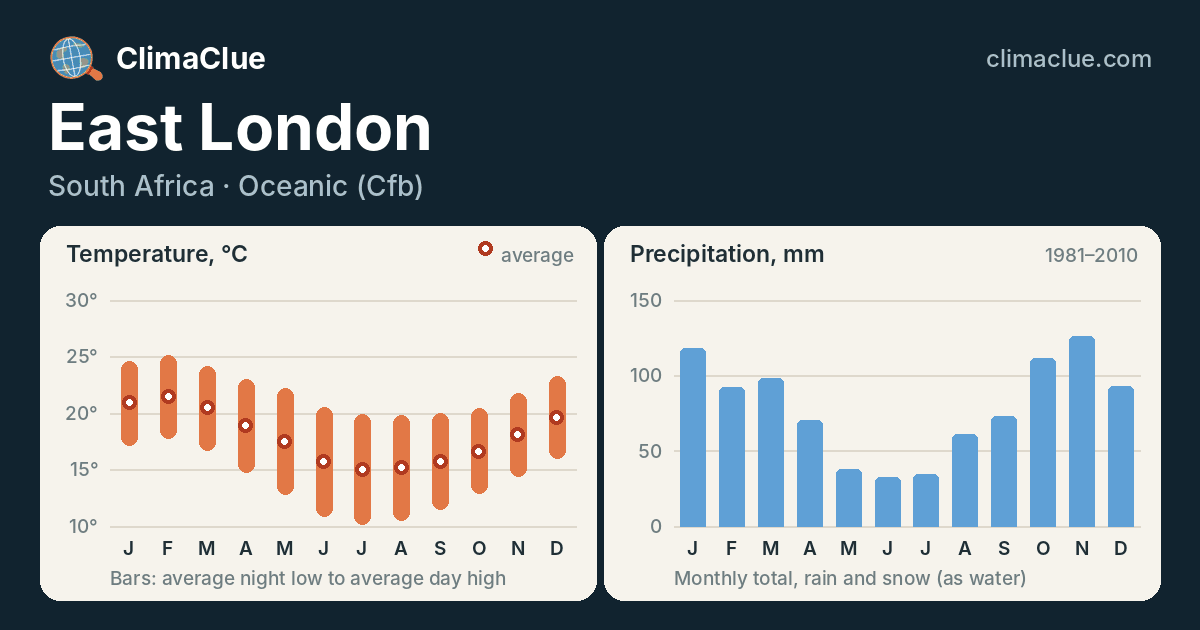 ClimaClue
climaclue.com
East London
South Africa · Oceanic (Cfb)
Temperature, °C
average
30°
25°
20°
15°
10°
J F M A M J J A S O N D
Bars: average night low to average day high
Precipitation, mm
1981–2010
150
100
50
0
J F M A M J J A S O N D
Monthly total, rain and snow (as water)